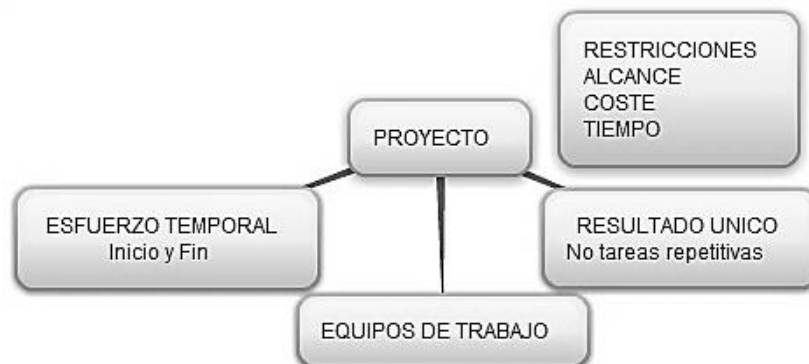 RESTRICCIONES
ALCANCE
COSTE
TIEMPO
PROYECTO
ESFUERZO TEMPORAL
Inicio y Fin
RESULTADO UNICO
No tareas repetitivas
EQUIPOS DE TRABAJO